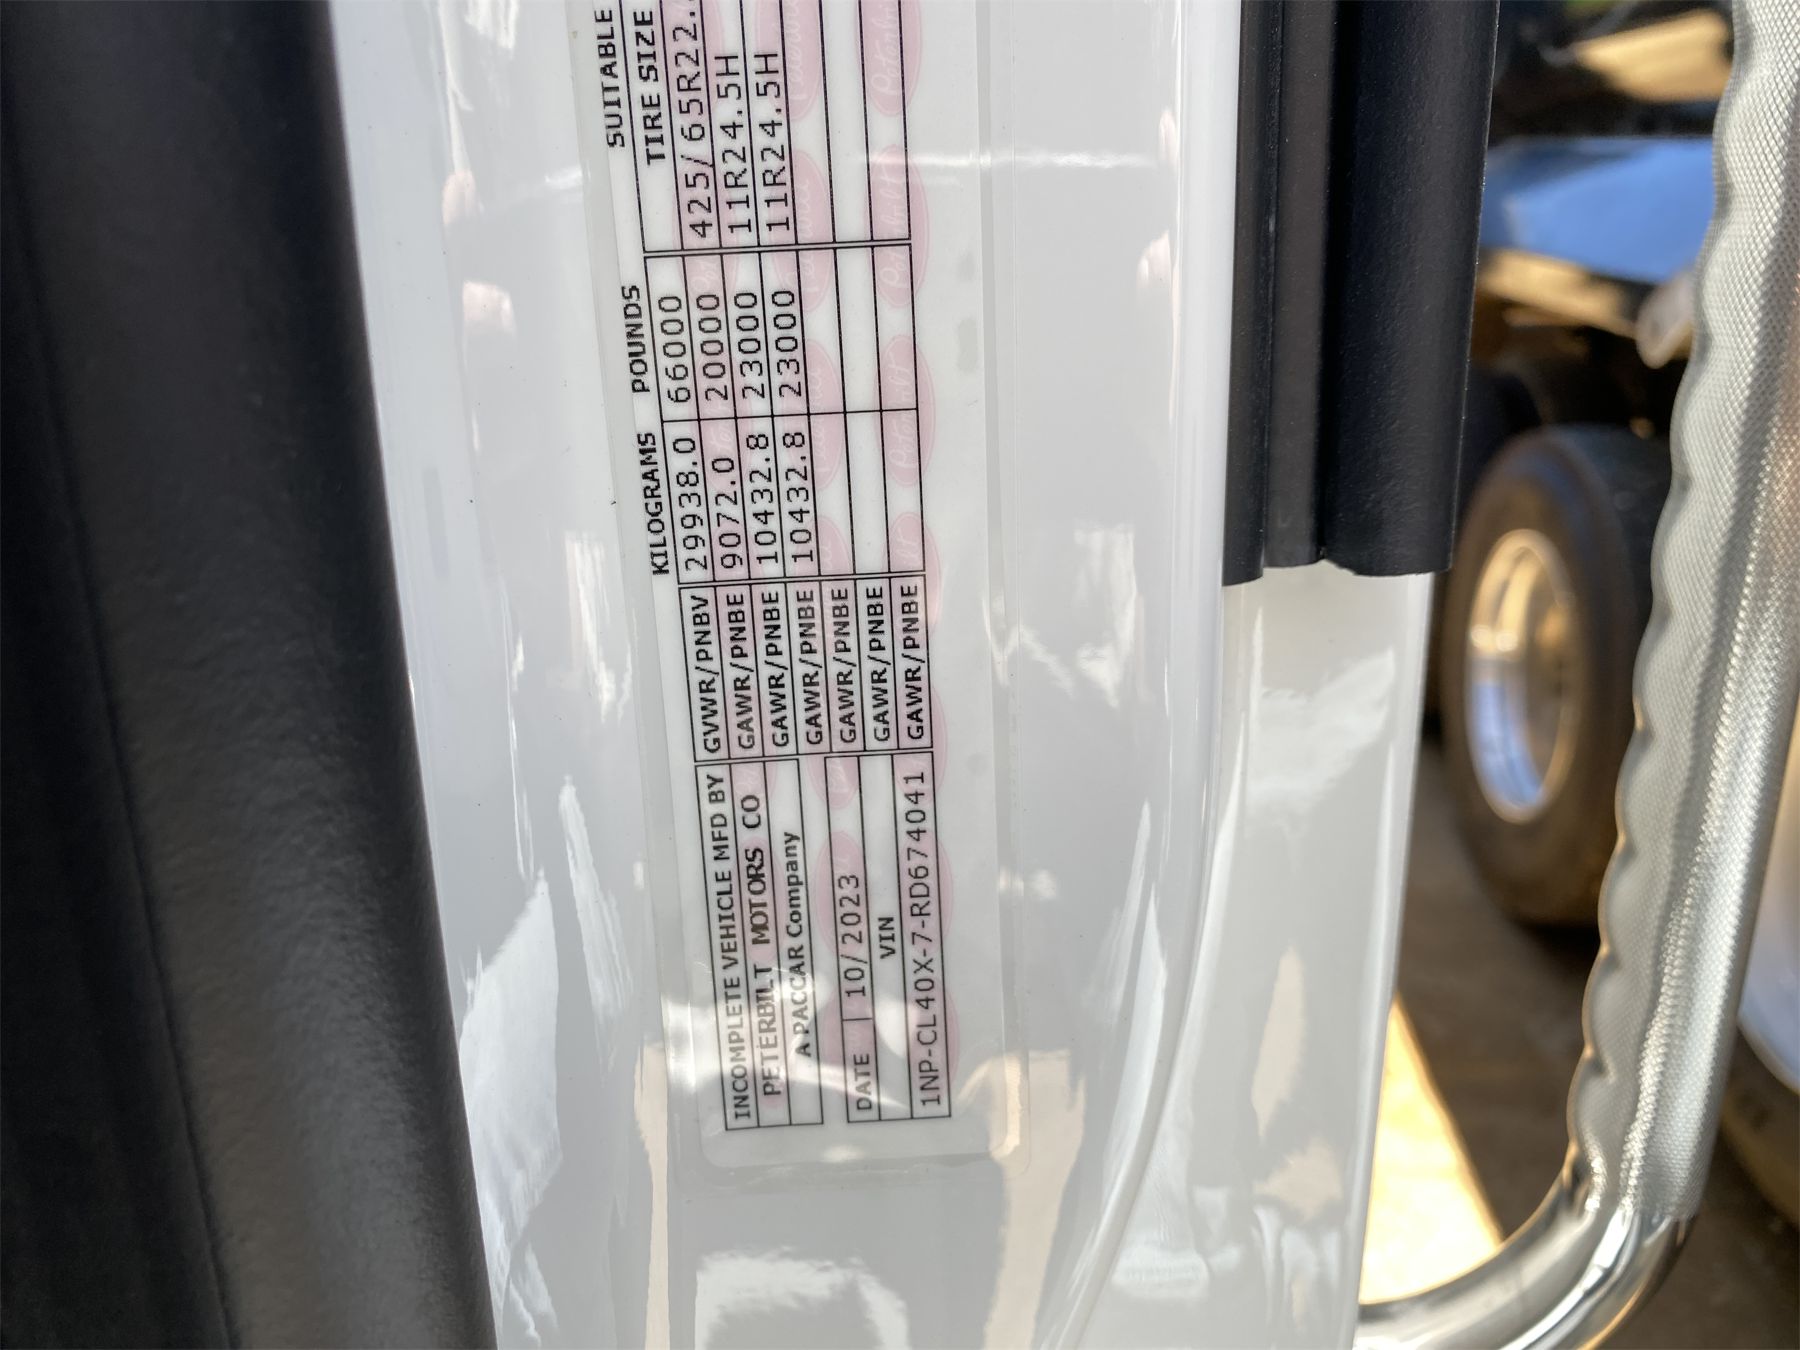 KILOGRAMS POUNDS SUITABLE
TIRE SIZE
INCOMPLETE VEHICLE MFD BY GVWR/PNBV 29938.0 66000
PETERBILT MOTORS CO GAWR/PNBE 9072.0 20000 425/65R22.
A PACCAR Company GAWR/PNBE 10432.8 23000 11R24.5H
GAWR/PNBE 10432.8 23000 11R24.5H
DATE 10/2023 GAWR/PNBE
VIN GAWR/PNBE
1NP-CL40X-7-RD674041 GAWR/PNBE
Peterbilt